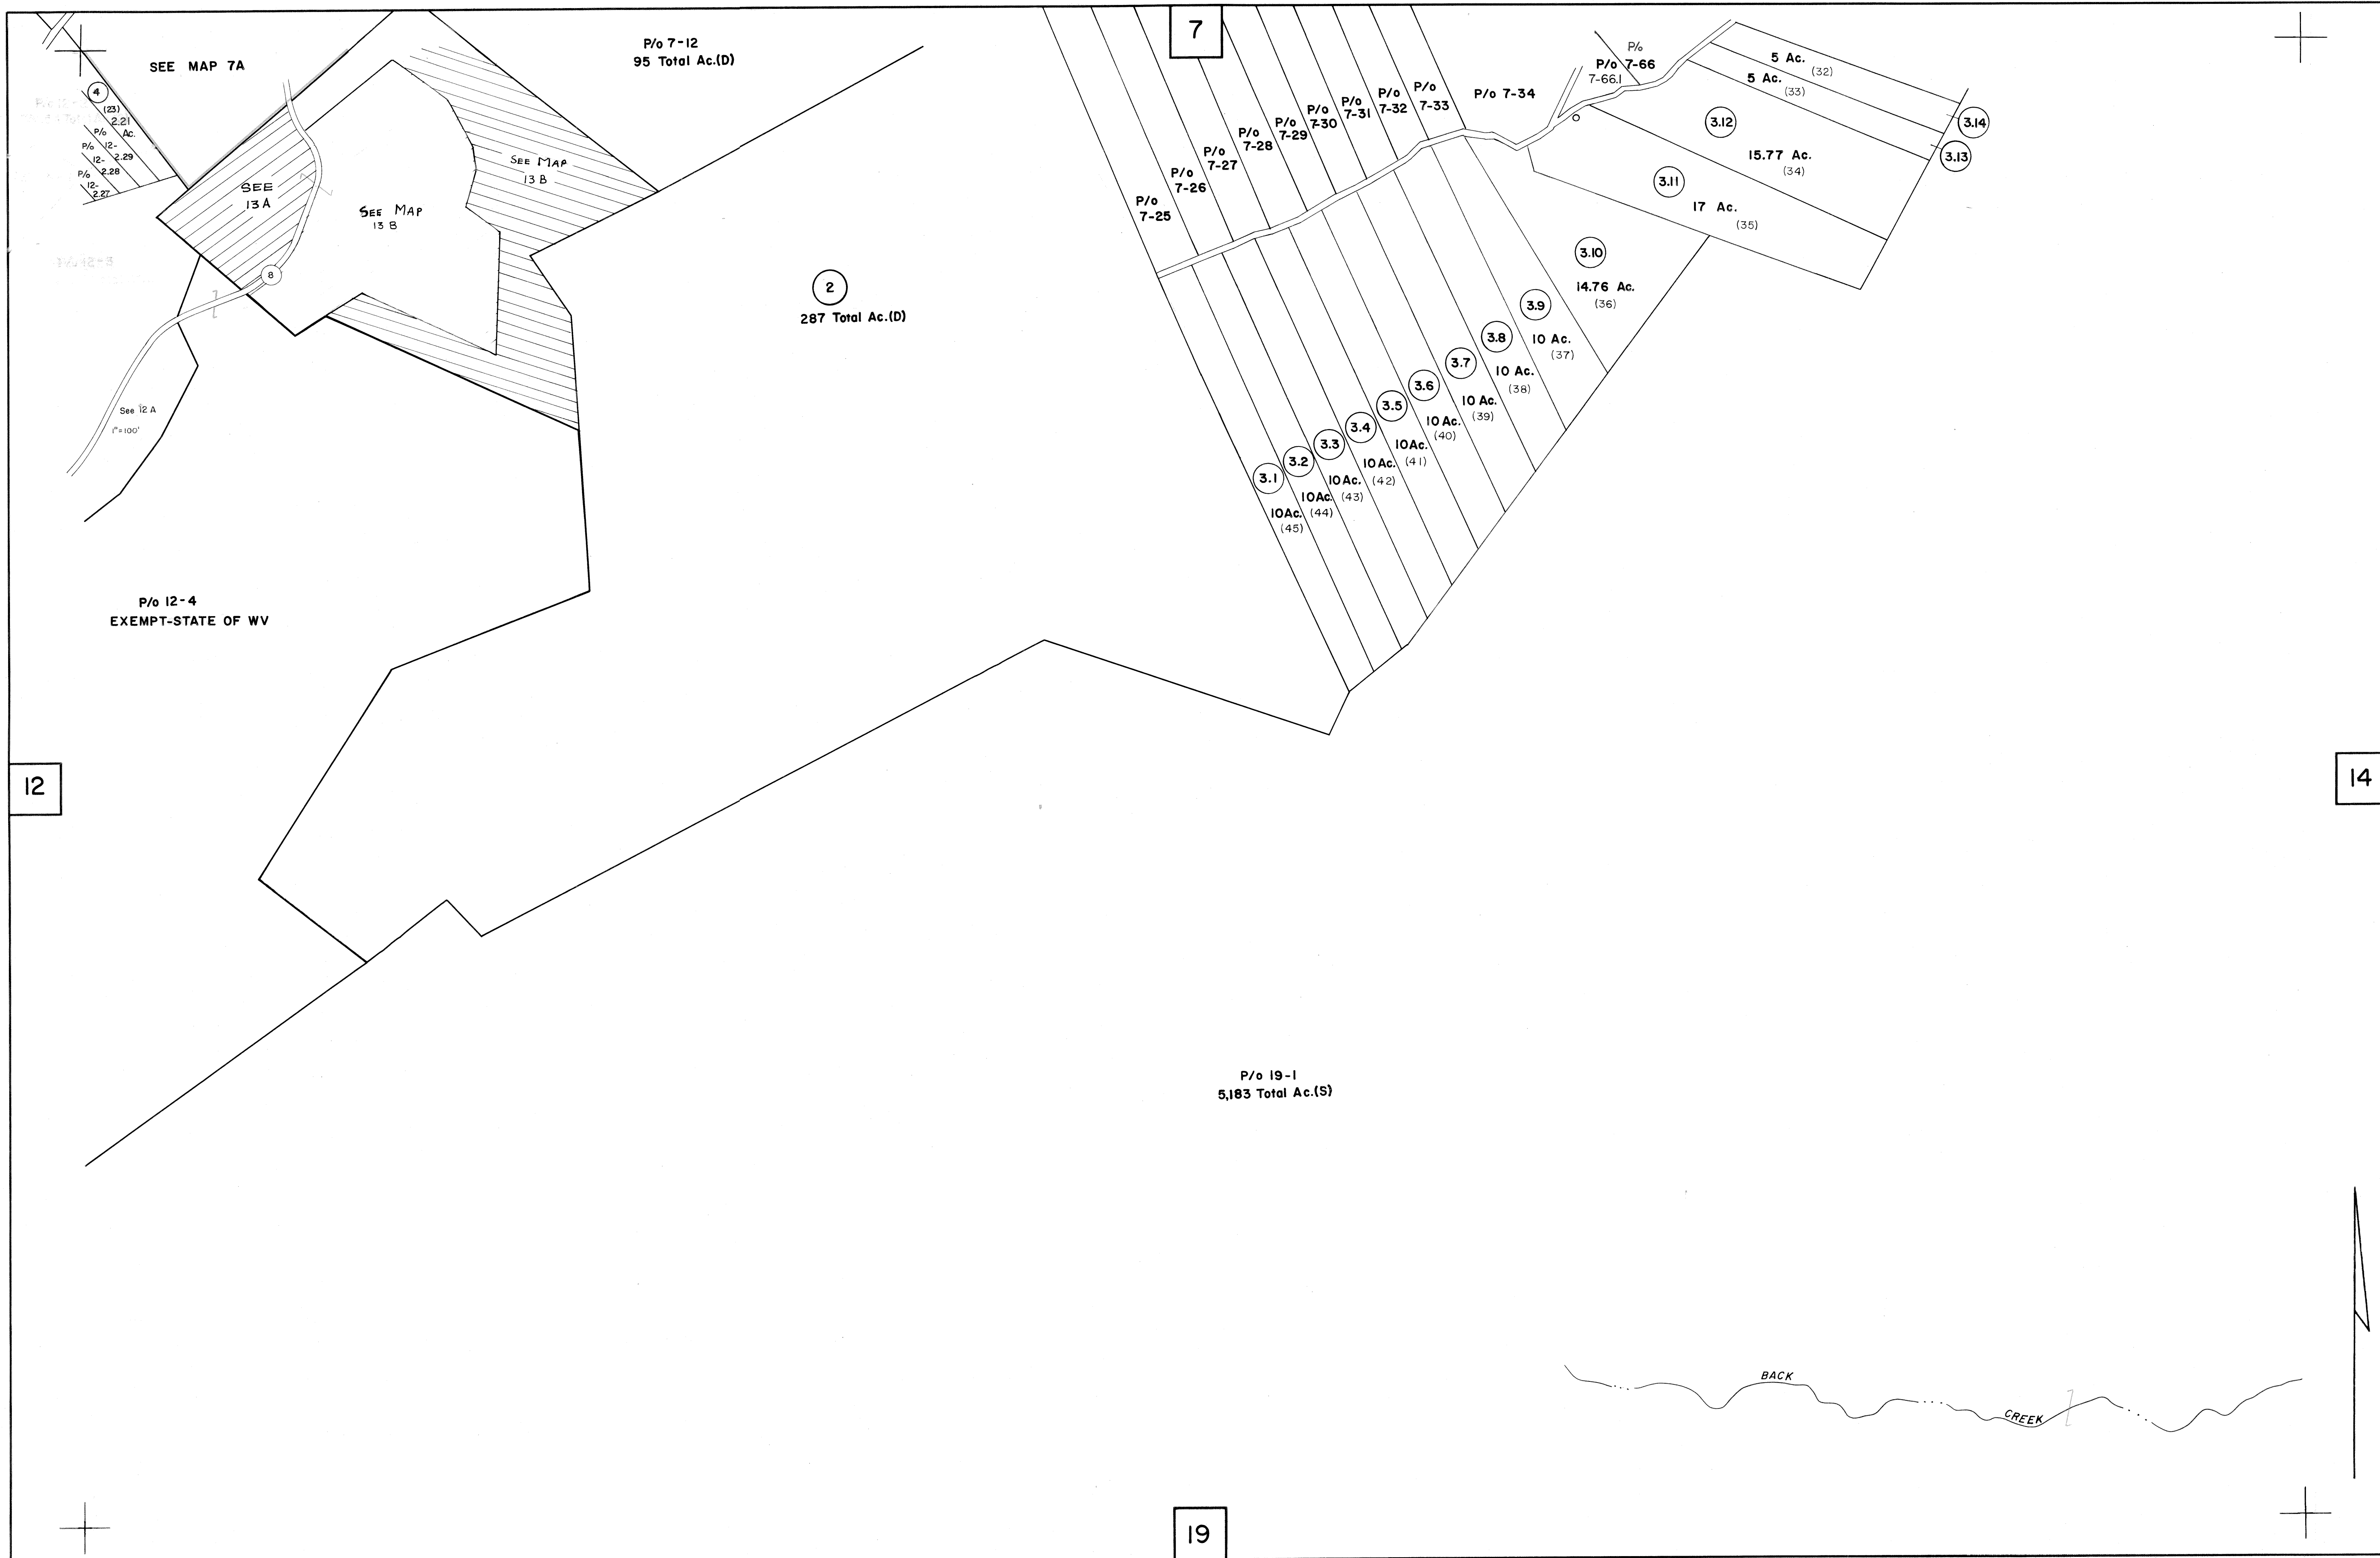 7
SEE MAP 7A
P/o 7-12
95 Total Ac.(D)
4
(23)
2.21
Ac.
P/o
12-
2.29
P/o
12-
2.28
P/o
12-
2.27
SEE
13A
SEE MAP
13 B
SEE MAP
13 B
8
See 12 A
1"=100'
2
287 Total Ac.(D)
P/o
7-25
P/o
7-26
P/o
7-27
P/o
7-28
P/o
7-29
P/o
7-30
P/o
7-31
P/o
7-32
P/o
7-33
P/o 7-34
P/o
P/o 7-66
7-66.1
5 Ac.
(32)
5 Ac.
(33)
3.14
3.13
3.12
15.77 Ac.
(34)
3.11
17 Ac.
(35)
3.10
14.76 Ac.
(36)
3.9
10 Ac.
(37)
3.8
10 Ac.
(38)
3.7
10 Ac.
(39)
3.6
10 Ac.
(40)
3.5
10Ac.
(41)
3.4
10Ac.
(42)
3.3
10Ac.
(43)
3.2
10Ac.
(44)
3.1
10Ac.
(45)
P/o 12-4
EXEMPT-STATE OF WV
12
14
P/o 19-1
5,183 Total Ac.(S)
BACK
CREEK
19